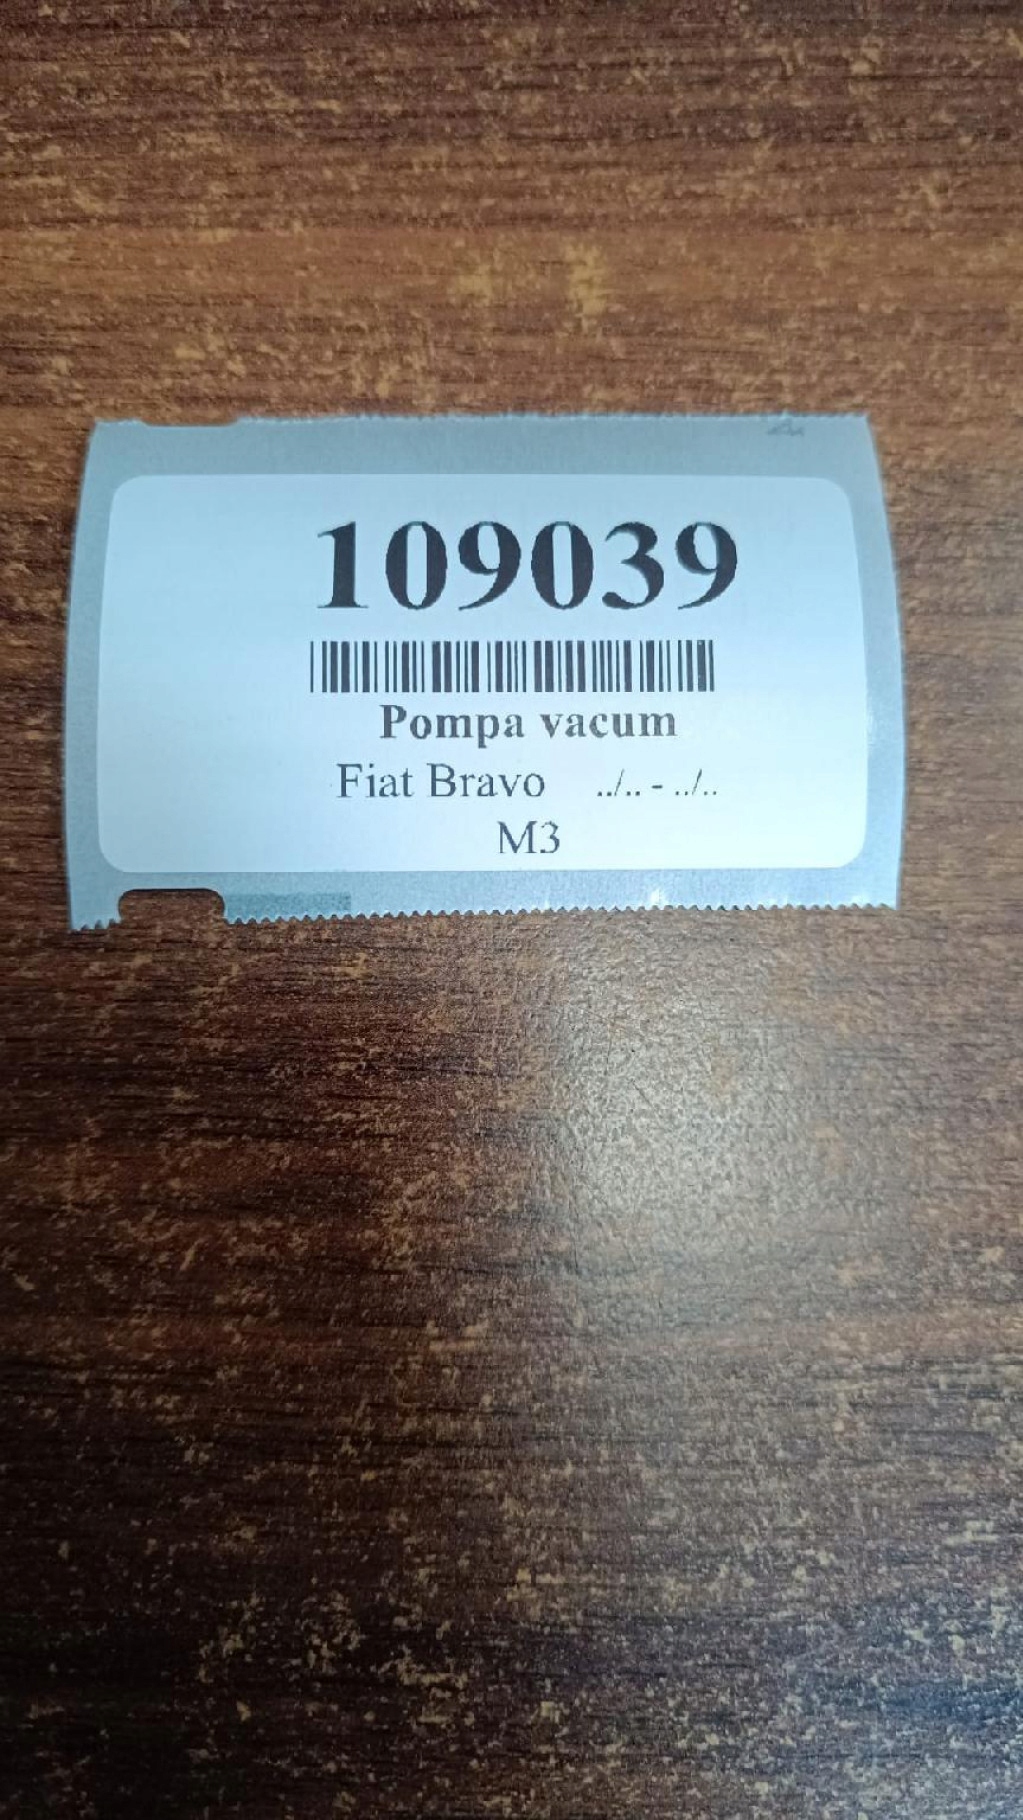 109039
Pompa vacum
Fiat Bravo ../.. - ../..
M3